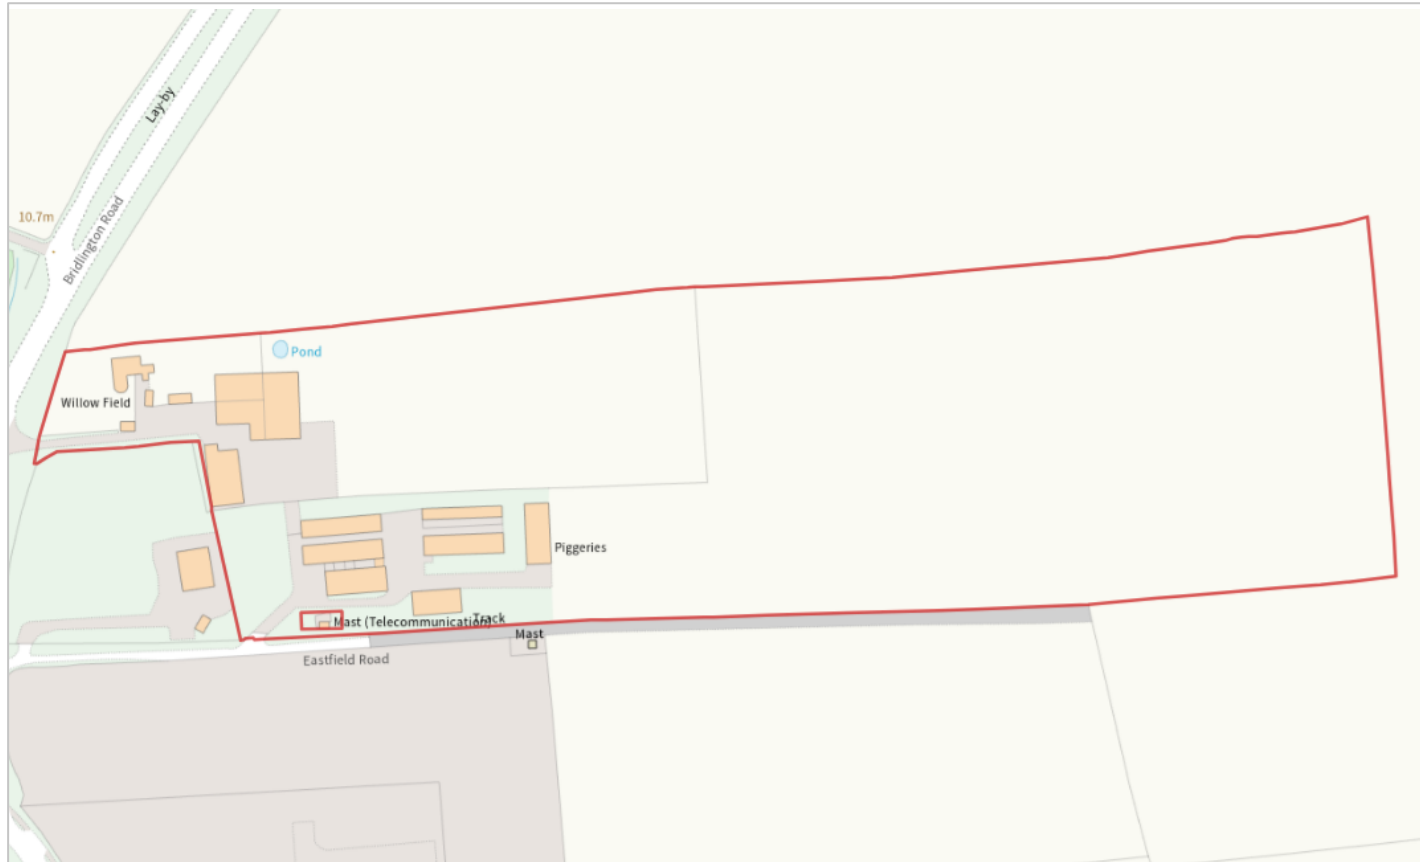 Lay-by
Bridlington Road
10.7m
Pond
Willow Field
Piggeries
Mast (Telecommunication)
Track
Mast
Eastfield Road